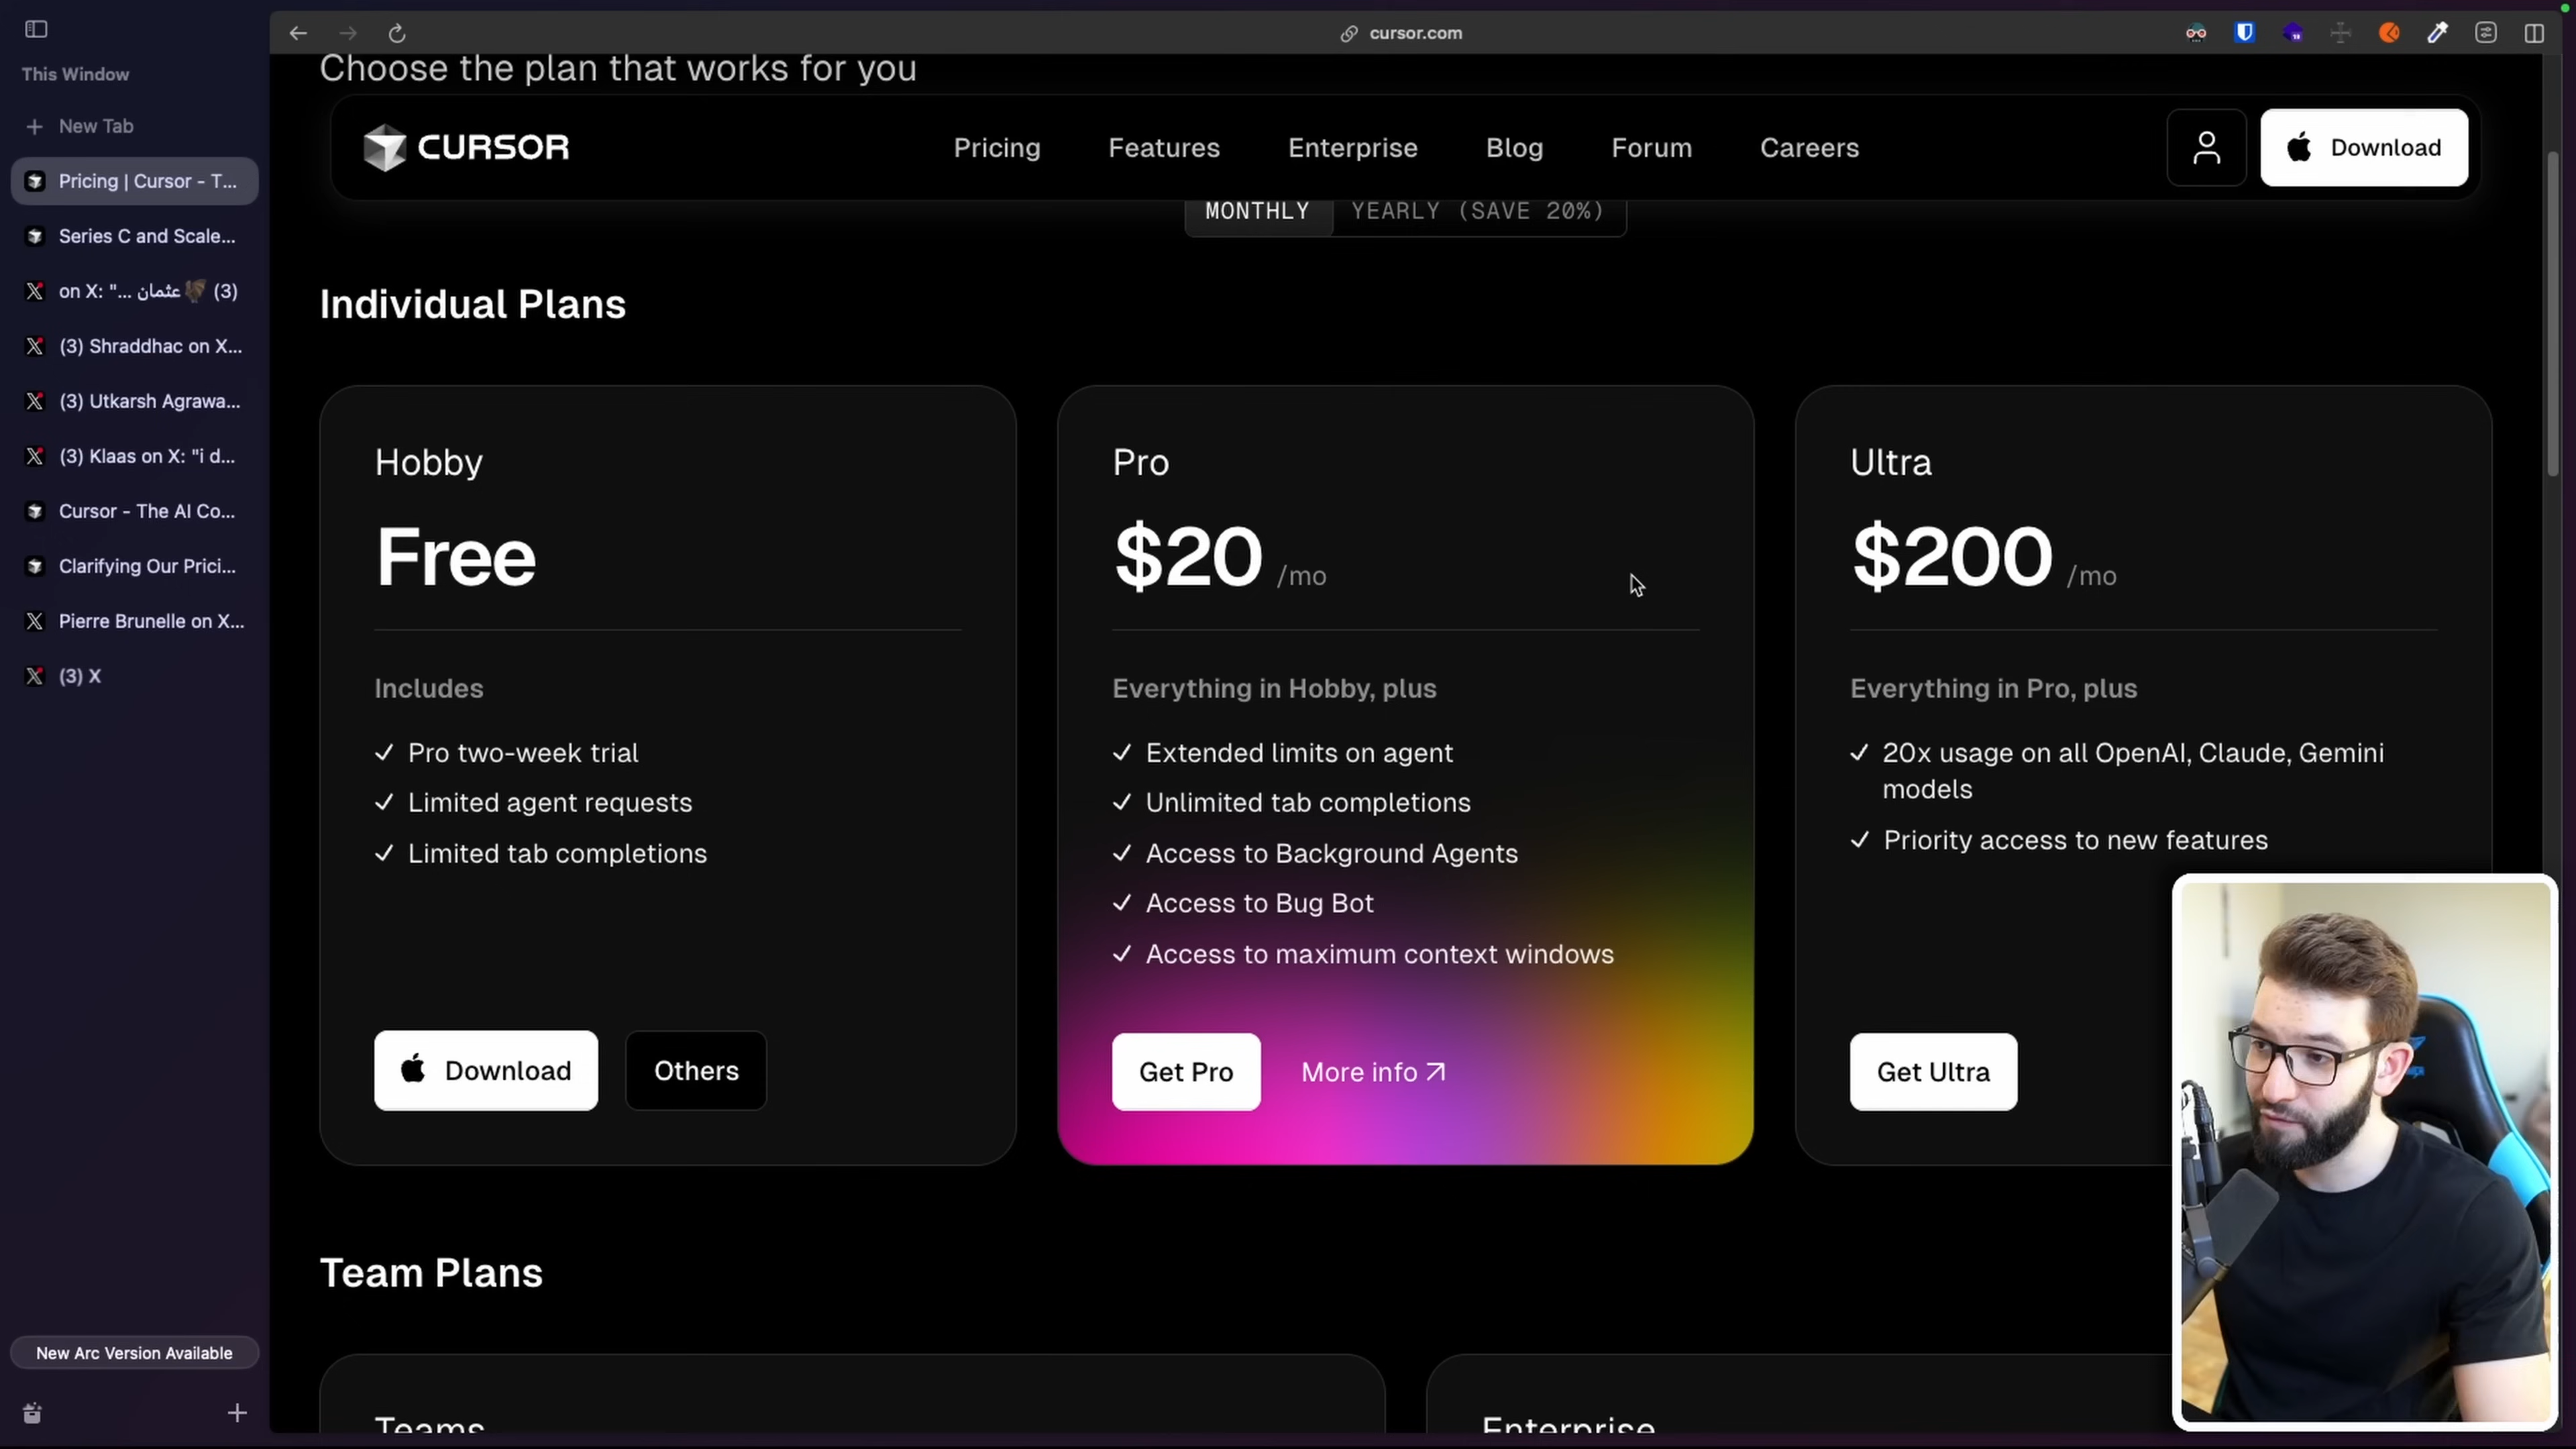 This Window
New Tab
Pricing | Cursor - T...
Series C and Scale...
on X: "... عثمان (3)
(3) Shraddhac on X...
(3) Utkarsh Agrawa...
(3) Klaas on X: "i d...
Cursor - The AI Co...
Clarifying Our Prici...
Pierre Brunelle on X...
(3) X
New Arc Version Available
cursor.com
Choose the plan that works for you
CURSOR
Pricing
Features
Enterprise
Blog
Forum
Careers
Download
MONTHLY
YEARLY (SAVE 20%)
Individual Plans
Hobby
Free
Includes
Pro two-week trial
Limited agent requests
Limited tab completions
Download
Others
Pro
$20 /mo
Everything in Hobby, plus
Extended limits on agent
Unlimited tab completions
Access to Background Agents
Access to Bug Bot
Access to maximum context windows
Get Pro
More info
Ultra
$200 /mo
Everything in Pro, plus
20x usage on all OpenAI, Claude, Gemini
models
Priority access to new features
Get Ultra
Team Plans
Teams
Enterprise